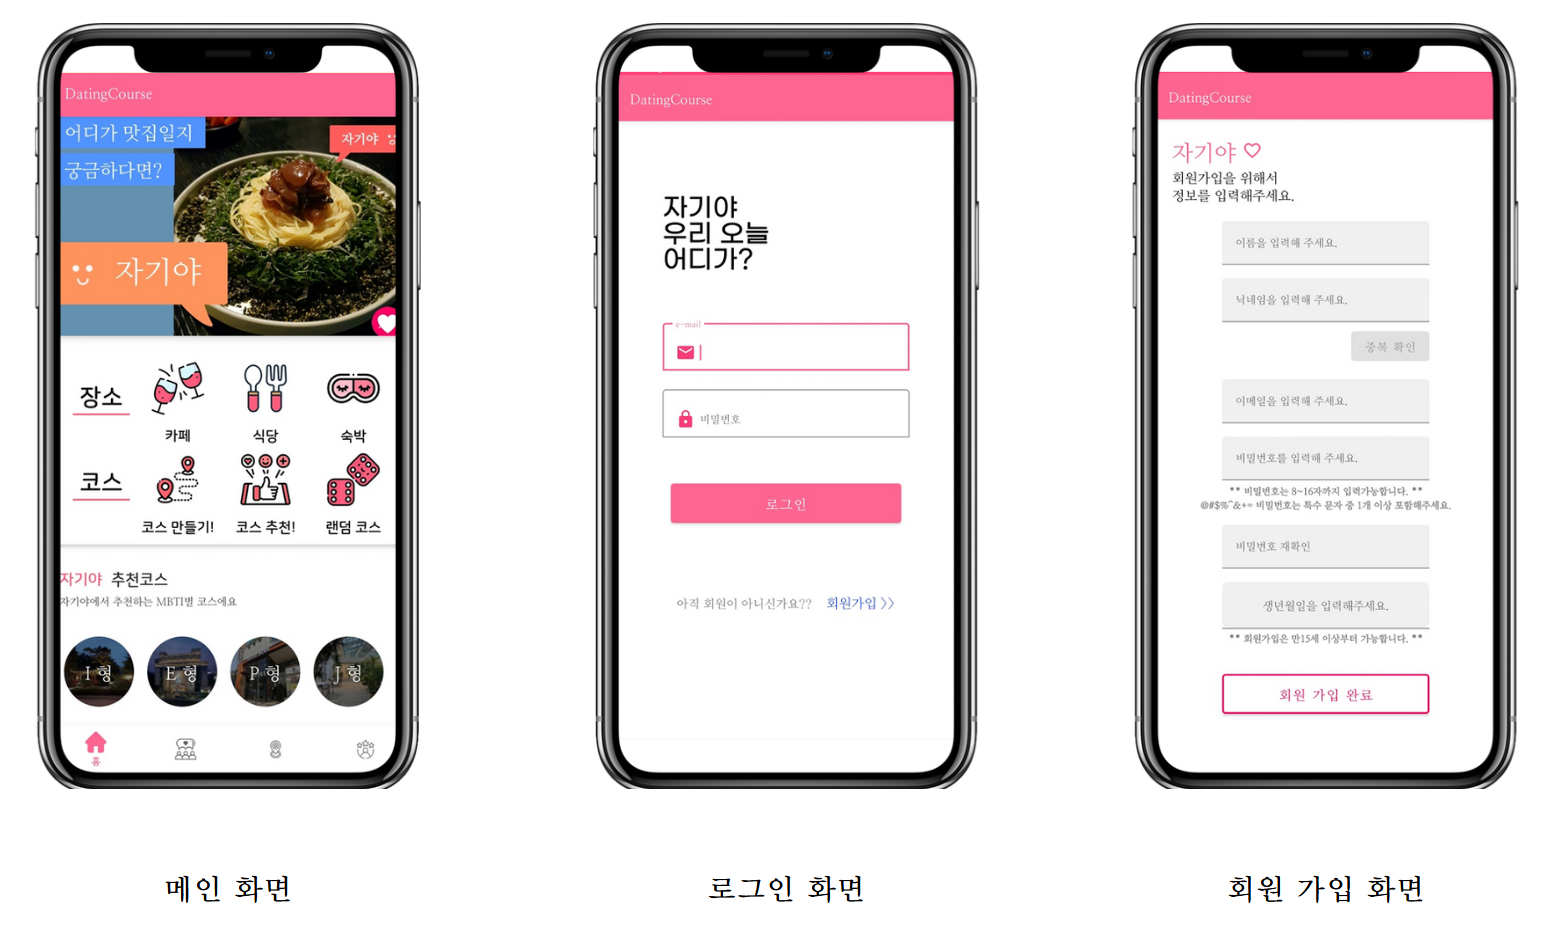 DatingCourse
어디가 맛집일지
궁금하다면?
자기야
자기야
장소
카페
식당
숙박
코스
코스 만들기!
코스 추천!
랜덤 코스
자기야 추천코스
자기야에서 추천하는 MBTI별 코스에요
I 형
E 형
P 형
J 형
홈
메인 화면
DatingCourse
자기야
우리 오늘
어디가?
e-mail
비밀번호
로그인
아직 회원이 아니신가요?? 회원가입 >>
로그인 화면
DatingCourse
자기야
회원가입을 위해서
정보를 입력해주세요.
이름을 입력해 주세요.
닉네임을 입력해 주세요.
중복 확인
이메일을 입력해 주세요.
비밀번호를 입력해 주세요.
** 비밀번호는 8~16자까지 입력가능합니다. **
@#$%^&+= 비밀번호는 특수 문자 중 1개 이상 포함해주세요.
비밀번호 재확인
생년월일을 입력해주세요.
** 회원가입은 만15세 이상부터 가능합니다. **
회원 가입 완료
회원 가입 화면